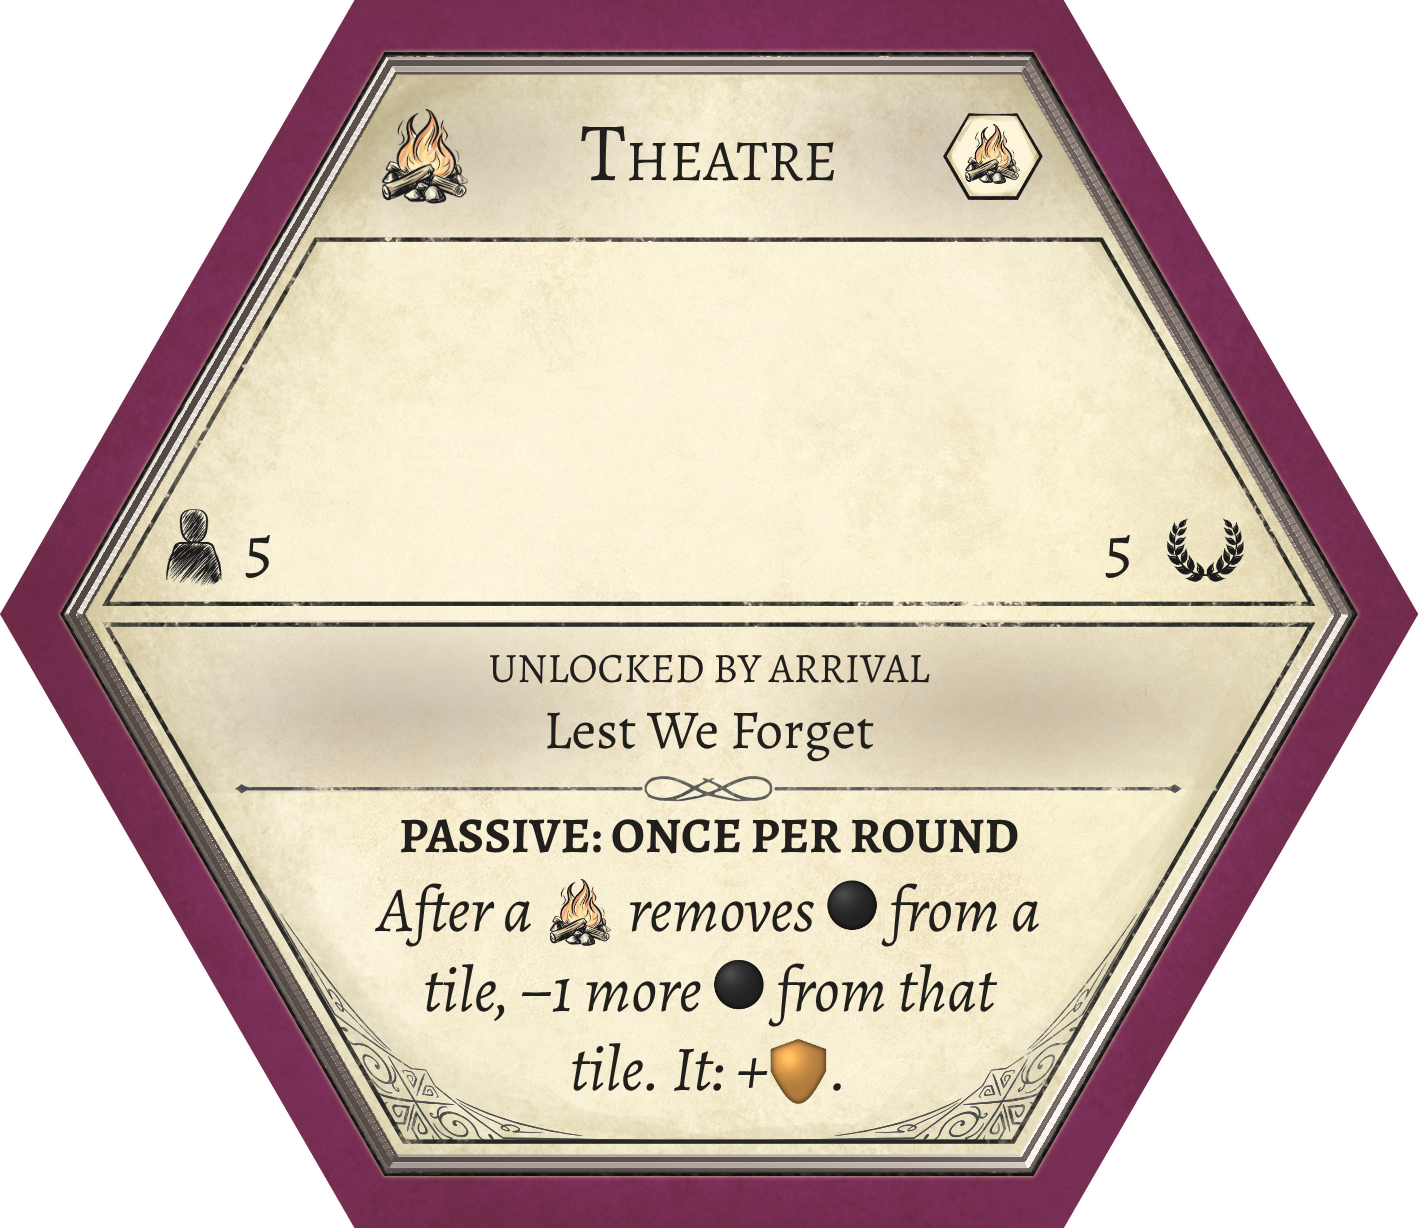 THEATRE
5
5
UNLOCKED BY ARRIVAL
Lest We Forget
PASSIVE: ONCE PER ROUND
After a removes from a
tile, –1 more from that
tile. It: + .